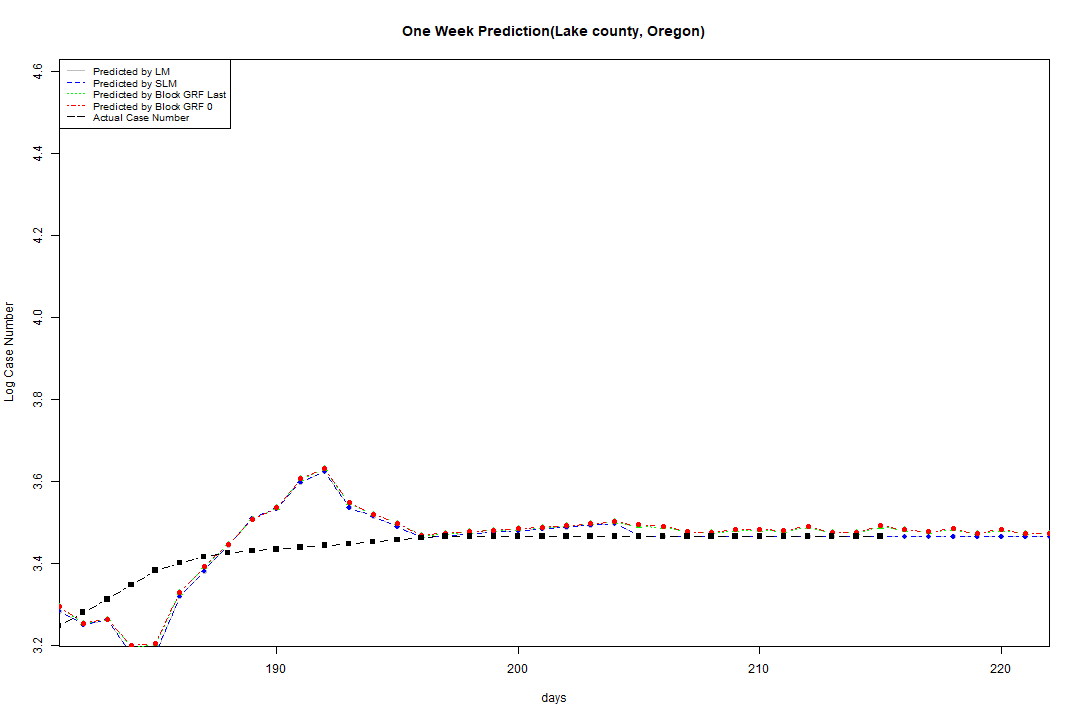 One Week Prediction(Lake county, Oregon)
Predicted by LM
Predicted by SLM
Predicted by Block GRF Last
Predicted by Block GRF 0
Actual Case Number
4.6
4.4
4.2
4.0
3.8
3.6
3.4
3.2
Log Case Number
190 200 210 220
days